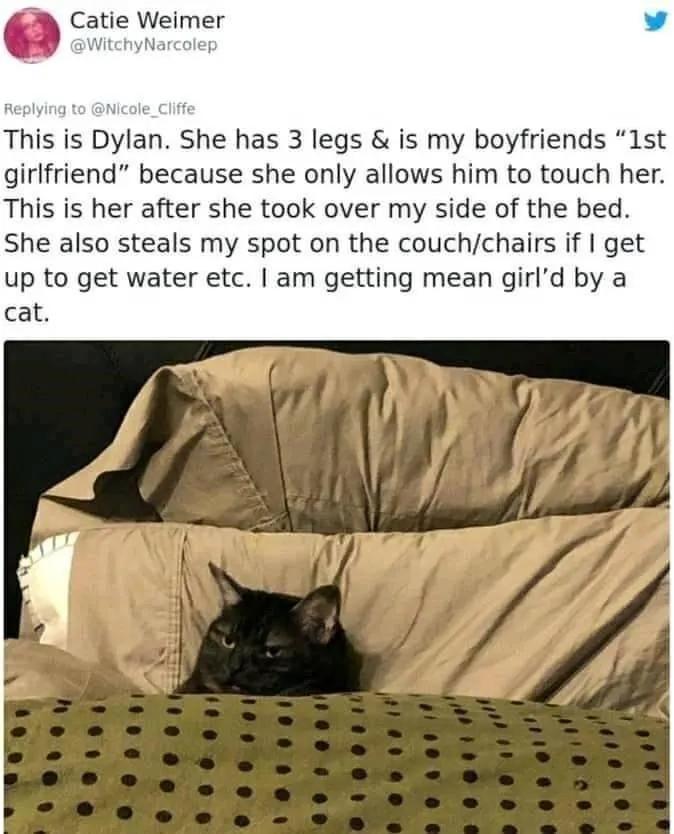 Catie Weimer
@WitchyNarcolep
Replying to @Nicole_Cliffe
This is Dylan. She has 3 legs & is my boyfriends “1st
girlfriend” because she only allows him to touch her.
This is her after she took over my side of the bed.
She also steals my spot on the couch/chairs if I get
up to get water etc. I am getting mean girl’d by a
cat.